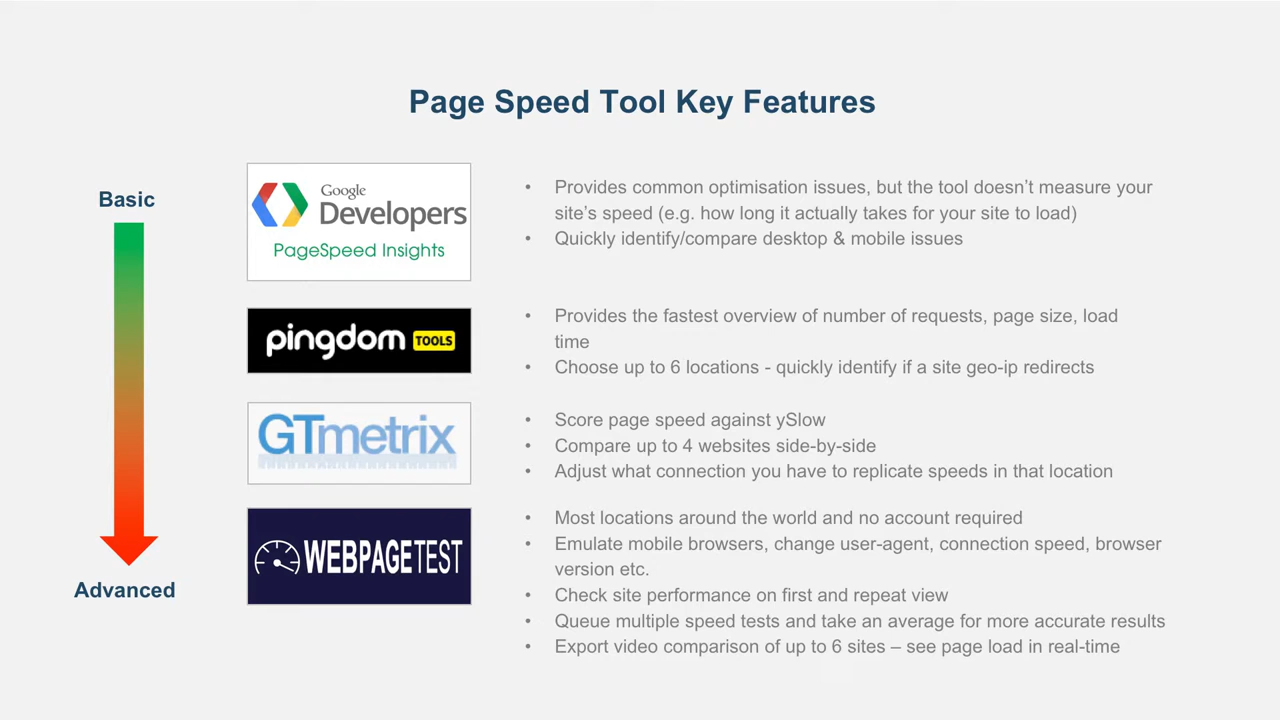 Page Speed Tool Key Features
Basic
Google
Developers
PageSpeed Insights
• Provides common optimisation issues, but the tool doesn’t measure your
site’s speed (e.g. how long it actually takes for your site to load)
• Quickly identify/compare desktop & mobile issues
pingdom TOOLS
• Provides the fastest overview of number of requests, page size, load
time
• Choose up to 6 locations - quickly identify if a site geo-ip redirects
GTmetrix
• Score page speed against ySlow
• Compare up to 4 websites side-by-side
• Adjust what connection you have to replicate speeds in that location
WEBPAGETEST
• Most locations around the world and no account required
• Emulate mobile browsers, change user-agent, connection speed, browser
version etc.
• Check site performance on first and repeat view
• Queue multiple speed tests and take an average for more accurate results
• Export video comparison of up to 6 sites – see page load in real-time
Advanced